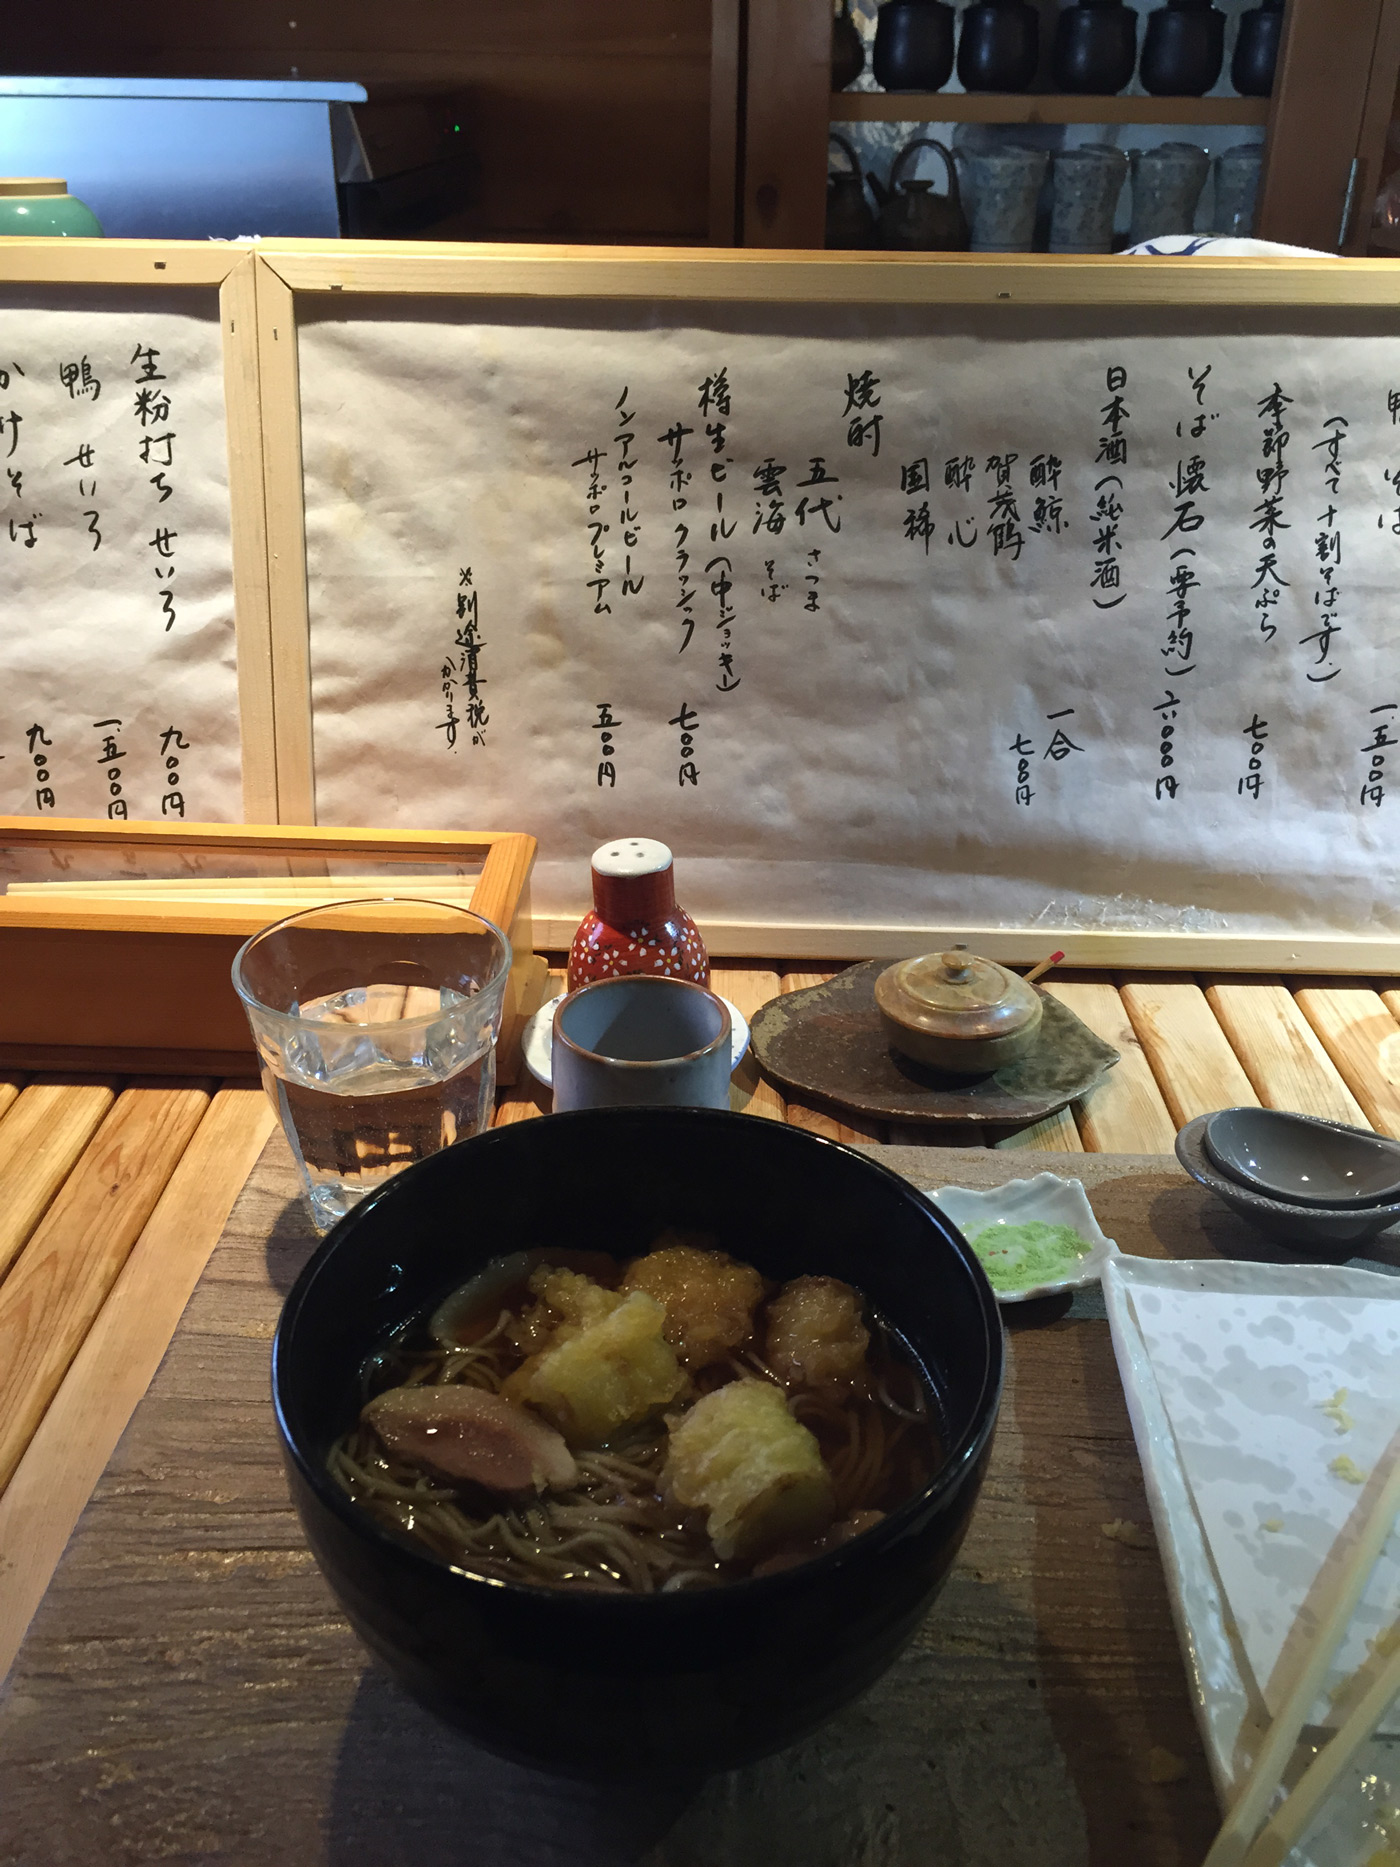 鴨そば 一、五〇〇円
(すべて十割そばです。)
季節野菜の天ぷら 七〇〇円
そば懐石(要予約) 二、〇〇〇円
日本酒(純米酒) 一合 七〇〇円
酔鯨
賀茂鶴
酔心
国稀
焼酎
五代 さつま
雲海 そば
樽生ビール(中ジョッキー)
サッポロクラッシック 七〇〇円
ノンアルコールビール
サッポロプレミアム 五〇〇円
※別途消費税が
かかります。
生粉打ちせいろ 九〇〇円
鴨せいろ 一、五〇〇円
かけそば 九〇〇円